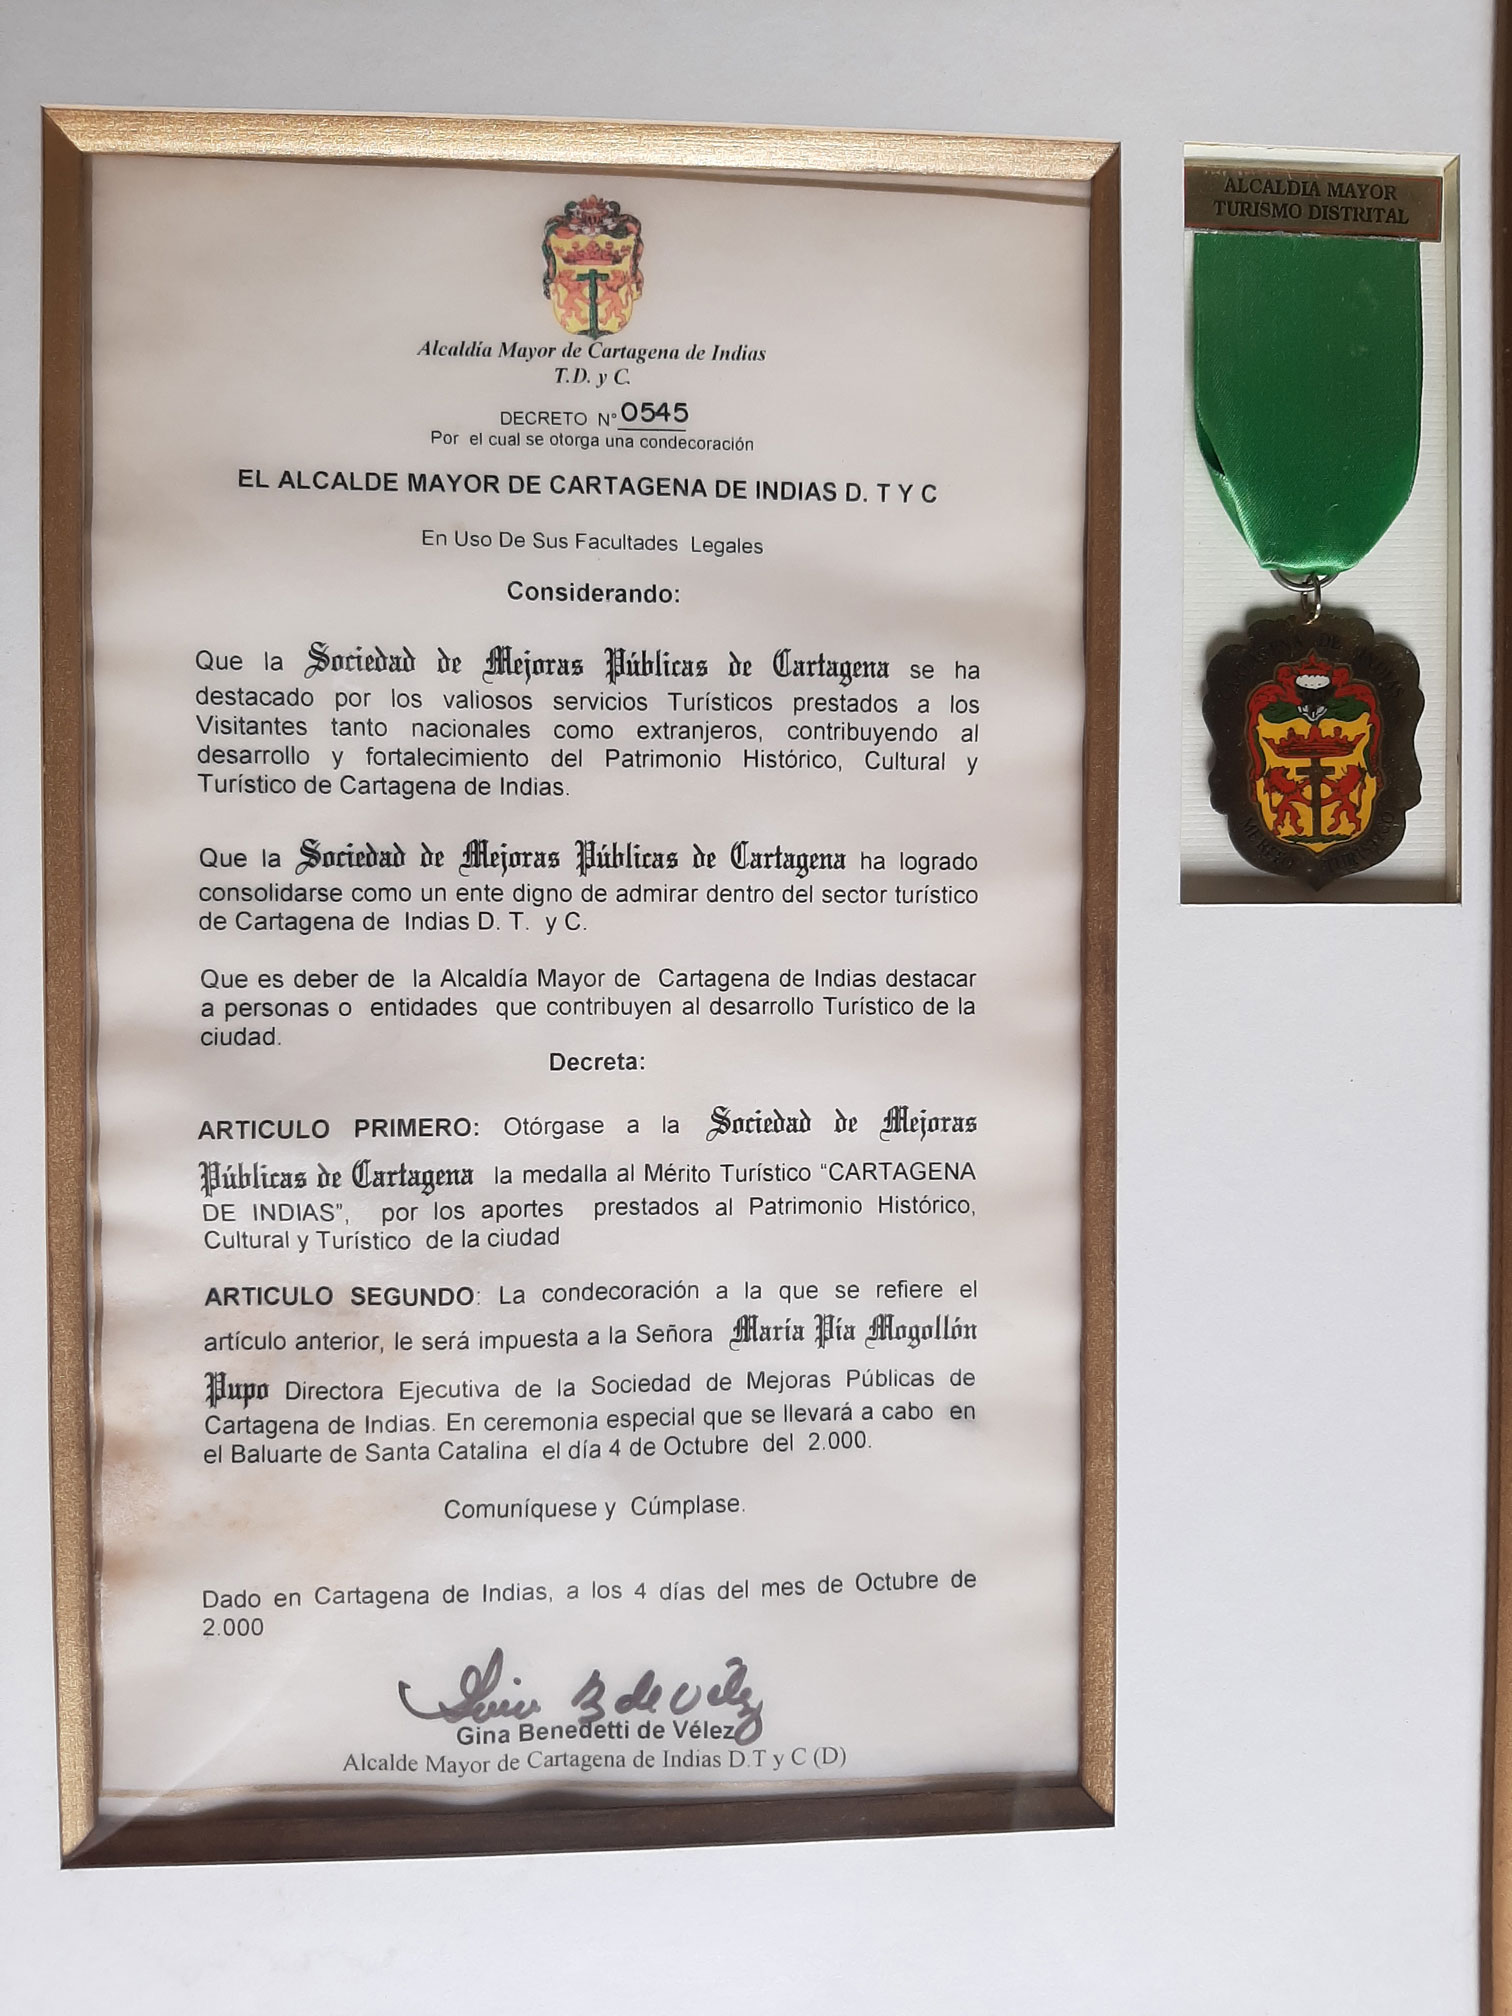 Alcaldía Mayor de Cartagena de Indias
T.D. y C.
DECRETO N° 0545
Por el cual se otorga una condecoración
EL ALCALDE MAYOR DE CARTAGENA DE INDIAS D. T Y C
En Uso De Sus Facultades Legales
Considerando:
Que la Sociedad de Mejoras Públicas de Cartagena se ha
destacado por los valiosos servicios Turísticos prestados a los
Visitantes tanto nacionales como extranjeros, contribuyendo al
desarrollo y fortalecimiento del Patrimonio Histórico, Cultural y
Turístico de Cartagena de Indias.
Que la Sociedad de Mejoras Públicas de Cartagena ha logrado
consolidarse como un ente digno de admirar dentro del sector turístico
de Cartagena de Indias D. T. y C.
Que es deber de la Alcaldía Mayor de Cartagena de Indias destacar
a personas o entidades que contribuyen al desarrollo Turístico de la
ciudad.
Decreta:
ARTICULO PRIMERO: Otórgase a la Sociedad de Mejoras
Públicas de Cartagena la medalla al Mérito Turístico “CARTAGENA
DE INDIAS”, por los aportes prestados al Patrimonio Histórico,
Cultural y Turístico de la ciudad
ARTICULO SEGUNDO: La condecoración a la que se refiere el
artículo anterior, le será impuesta a la Señora María Pía Mogollón
Pupo Directora Ejecutiva de la Sociedad de Mejoras Públicas de
Cartagena de Indias. En ceremonia especial que se llevará a cabo en
el Baluarte de Santa Catalina el día 4 de Octubre del 2.000.
Comuníquese y Cúmplase.
Dado en Cartagena de Indias, a los 4 días del mes de Octubre de
2.000
Gina B de Vélez
Gina Benedetti de Vélez
Alcalde Mayor de Cartagena de Indias D.T y C (D)
ALCALDIA MAYOR
TURISMO DISTRITAL
CARTAGENA DE INDIAS
MERITO TURISTICO